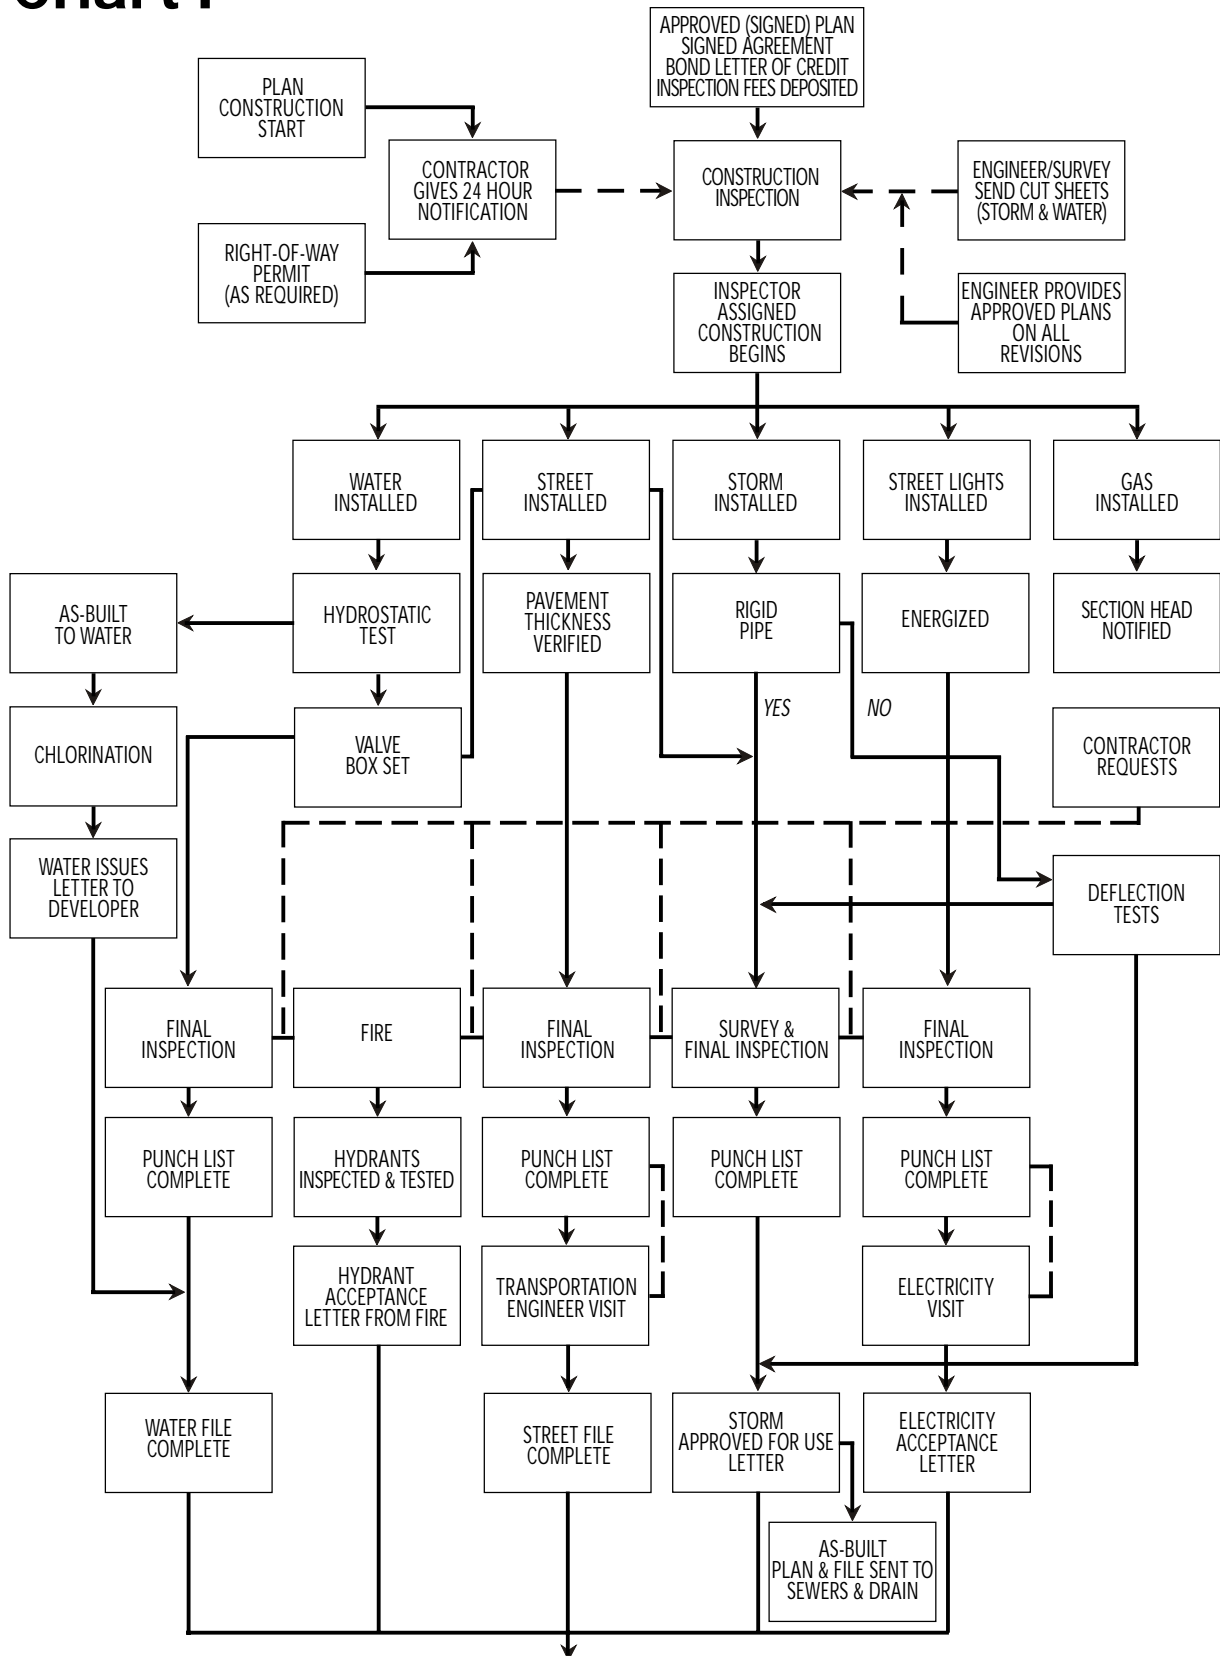 APPROVED (SIGNED) PLAN
SIGNED AGREEMENT
BOND LETTER OF CREDIT
INSPECTION FEES DEPOSITED
PLAN
CONSTRUCTION
START
CONTRACTOR
GIVES 24 HOUR
NOTIFICATION
CONSTRUCTION
INSPECTION
ENGINEER/SURVEY
SEND CUT SHEETS
(STORM & WATER)
RIGHT-OF-WAY
PERMIT
(AS REQUIRED)
INSPECTOR
ASSIGNED
CONSTRUCTION
BEGINS
ENGINEER PROVIDES
APPROVED PLANS
ON ALL
REVISIONS
WATER
INSTALLED
STREET
INSTALLED
STORM
INSTALLED
STREET LIGHTS
INSTALLED
GAS
INSTALLED
AS-BUILT
TO WATER
HYDROSTATIC
TEST
PAVEMENT
THICKNESS
VERIFIED
RIGID
PIPE
ENERGIZED
SECTION HEAD
NOTIFIED
YES
NO
CHLORINATION
VALVE
BOX SET
CONTRACTOR
REQUESTS
WATER ISSUES
LETTER TO
DEVELOPER
DEFLECTION
TESTS
FINAL
INSPECTION
FIRE
FINAL
INSPECTION
SURVEY &
FINAL INSPECTION
FINAL
INSPECTION
PUNCH LIST
COMPLETE
HYDRANTS
INSPECTED & TESTED
PUNCH LIST
COMPLETE
PUNCH LIST
COMPLETE
PUNCH LIST
COMPLETE
HYDRANT
ACCEPTANCE
LETTER FROM FIRE
TRANSPORTATION
ENGINEER VISIT
ELECTRICITY
VISIT
WATER FILE
COMPLETE
STREET FILE
COMPLETE
STORM
APPROVED FOR USE
LETTER
ELECTRICITY
ACCEPTANCE
LETTER
AS-BUILT
PLAN & FILE SENT TO
SEWERS & DRAIN